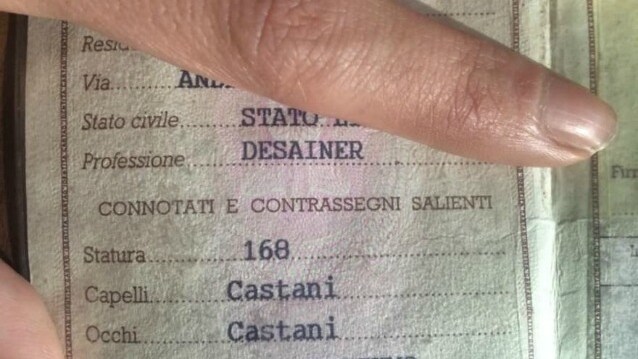 Via
Stato civile STATO
Professione DESAINER
CONNOTATI E CONTRASSEGNI SALIENTI
Statura 168
Capelli Castani
Occhi Castani